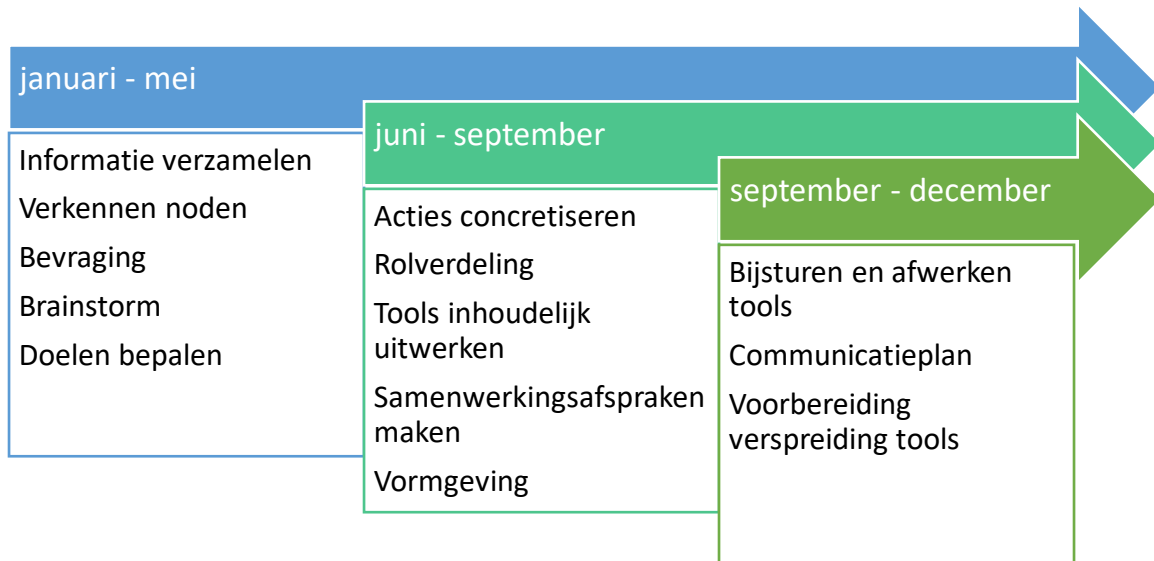 januari - mei
Informatie verzamelen
Verkennen noden
Bevraging
Brainstorm
Doelen bepalen
juni - september
Acties concretiseren
Rolverdeling
Tools inhoudelijk
uitwerken
Samenwerkingsafspraken
maken
Vormgeving
september - december
Bijsturen en afwerken
tools
Communicatieplan
Voorbereiding
verspreiding tools